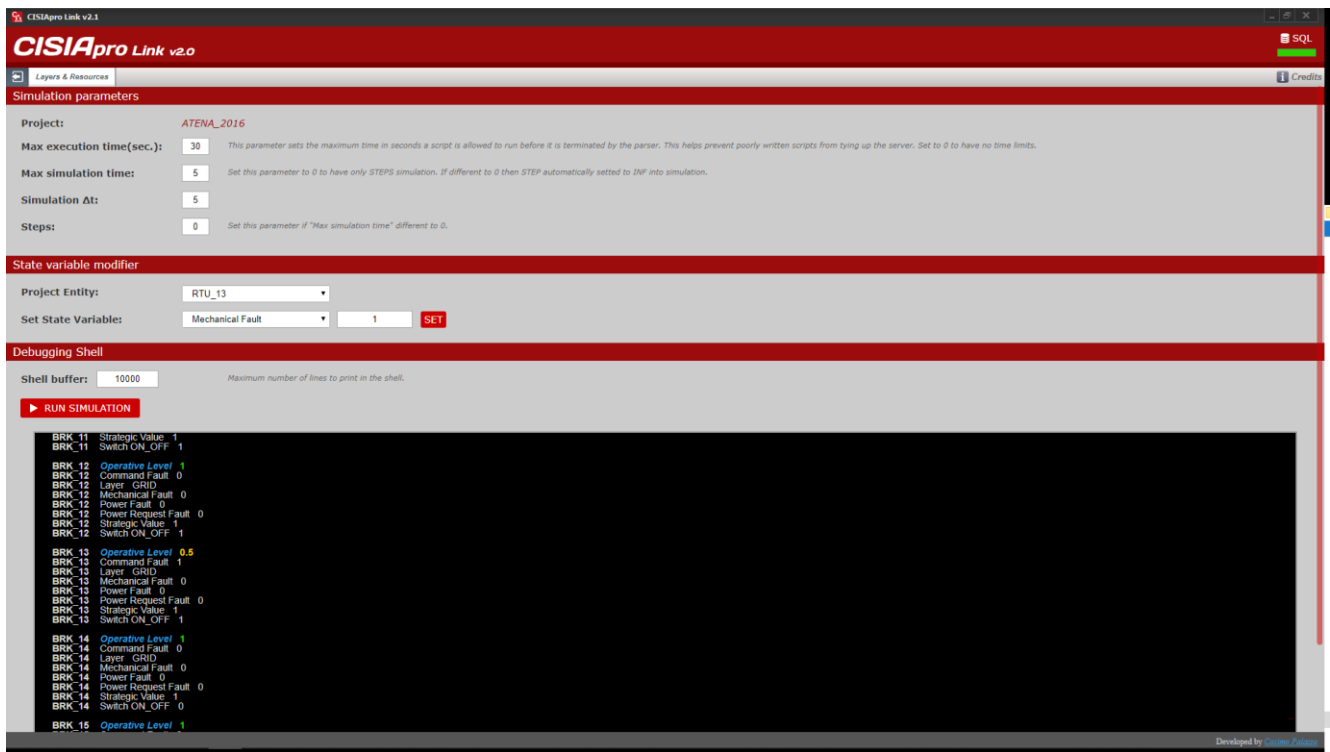 CISIApro Link v2.1
CISIApro Link v2.0
SQL
Layers & Resources
Credits
Simulation parameters
Project: ATENA_2016
Max execution time(sec.): 30 This parameter sets the maximum time in seconds a script is allowed to run before it is terminated by the parser. This helps prevent poorly written scripts from tying up the server. Set to 0 to have no time limits.
Max simulation time: 5 Set this parameter to 0 to have only STEPS simulation. If different to 0 then STEP automatically setted to INF into simulation.
Simulation Δt: 5
Steps: 0 Set this parameter if "Max simulation time" different to 0.
State variable modifier
Project Entity: RTU_13
Set State Variable: Mechanical Fault 1 SET
Debugging Shell
Shell buffer: 10000 Maximum number of lines to print in the shell.
RUN SIMULATION
BRK_11 Strategic Value 1
BRK_11 Switch ON_OFF 1
BRK_12 Operative Level 1
BRK_12 Command Fault 0
BRK_12 Layer GRID
BRK_12 Mechanical Fault 0
BRK_12 Power Fault 0
BRK_12 Power Request Fault 0
BRK_12 Strategic Value 1
BRK_12 Switch ON_OFF 1
BRK_13 Operative Level 0.5
BRK_13 Command Fault 1
BRK_13 Layer GRID
BRK_13 Mechanical Fault 0
BRK_13 Power Fault 0
BRK_13 Power Request Fault 0
BRK_13 Strategic Value 1
BRK_13 Switch ON_OFF 1
BRK_14 Operative Level 1
BRK_14 Command Fault 0
BRK_14 Layer GRID
BRK_14 Mechanical Fault 0
BRK_14 Power Fault 0
BRK_14 Power Request Fault 0
BRK_14 Strategic Value 1
BRK_14 Switch ON_OFF 0
BRK_15 Operative Level 1
Developed by